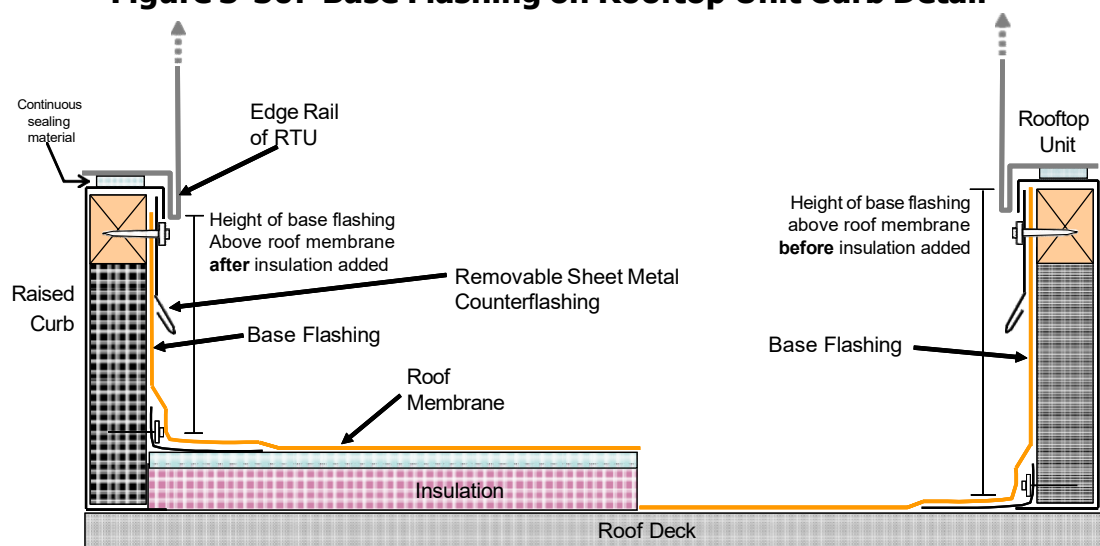 Figure Base Flashing on Rooftop Unit Curb Detail
Continuous
sealing
material
Edge Rail
of RTU
Rooftop
Unit
Height of base flashing
Above roof membrane
after insulation added
Height of base flashing
above roof membrane
before insulation added
Raised
Curb
Removable Sheet Metal
Counterflashing
Base Flashing
Base Flashing
Roof
Membrane
Insulation
Roof Deck